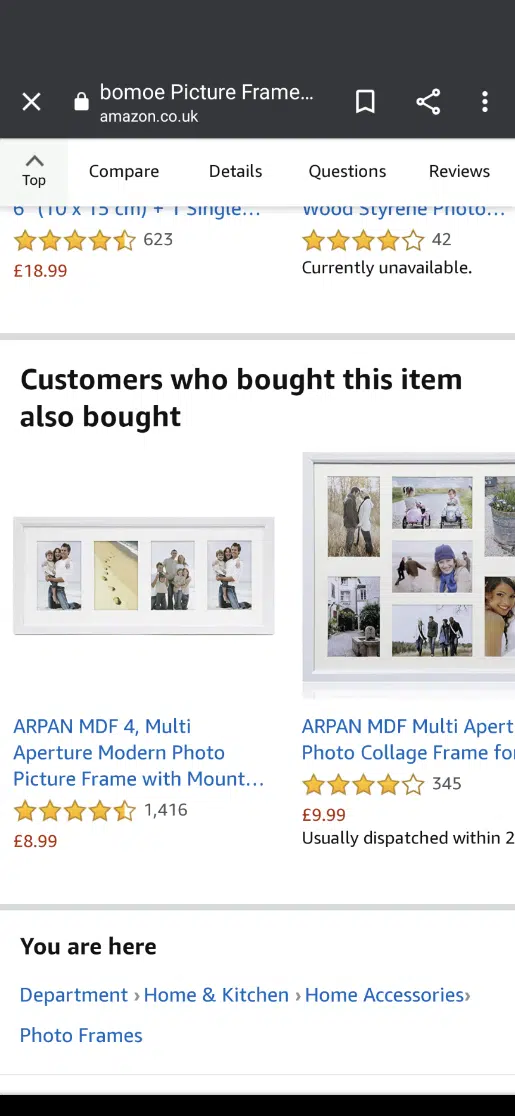 bomoe Picture Frame...
amazon.co.uk
Top
Compare
Details
Questions
Reviews
6" (10 x 15 cm) + 1 Single...
Wood Styrene Photo...
623
42
£18.99
Currently unavailable.
Customers who bought this item
also bought
ARPAN MDF 4, Multi
Aperture Modern Photo
Picture Frame with Mount...
1,416
£8.99
ARPAN MDF Multi Apert
Photo Collage Frame fo
345
£9.99
Usually dispatched within 2
You are here
Department › Home & Kitchen › Home Accessories›
Photo Frames